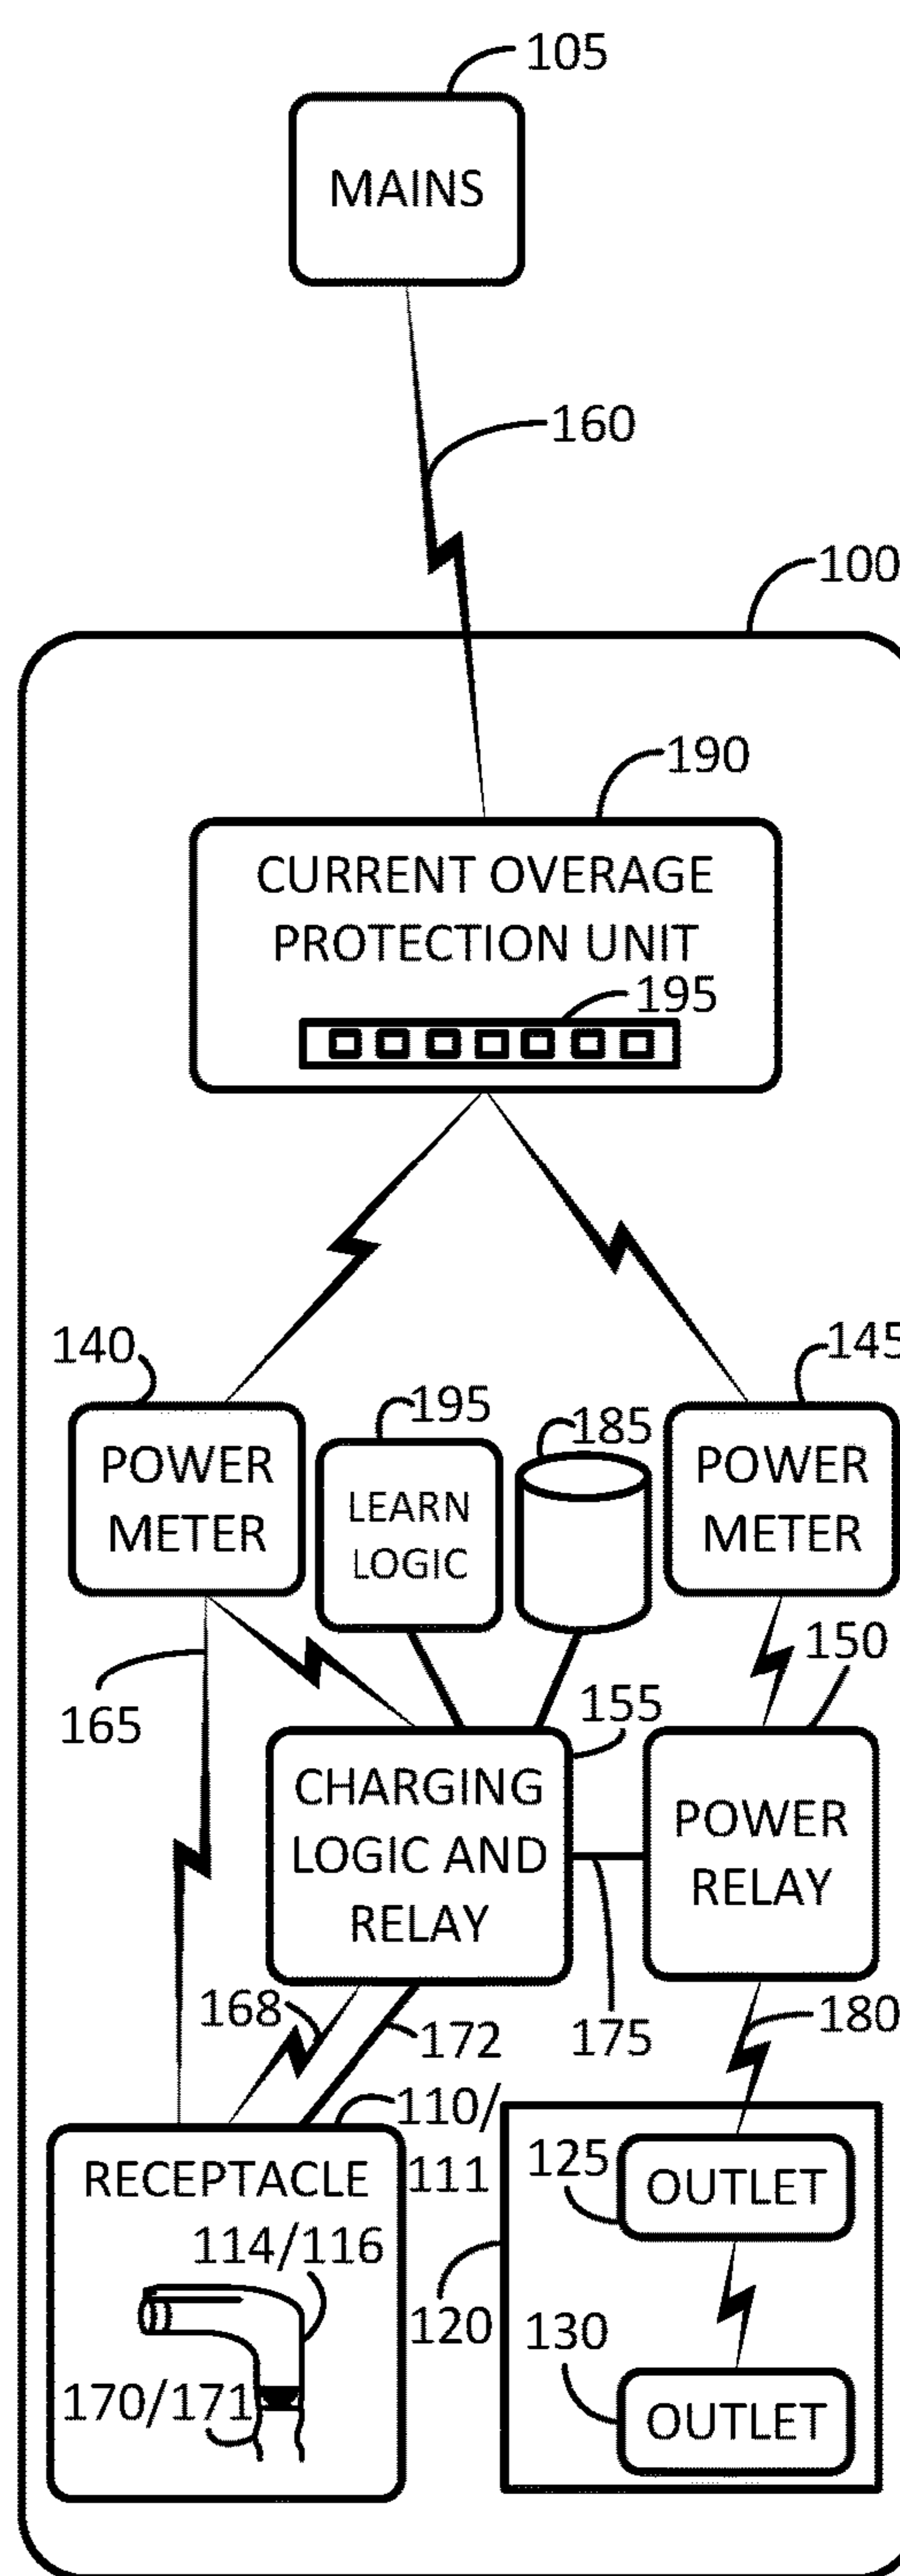 105
MAINS
160
100
190
CURRENT OVERAGE
PROTECTION UNIT
195
140
145
195
185
POWER
METER
LEARN
LOGIC
POWER
METER
150
165
155
CHARGING
LOGIC AND
RELAY
POWER
RELAY
168
172
175
180
110/
111
RECEPTACLE
125
OUTLET
114/116
120
130
170/171
OUTLET